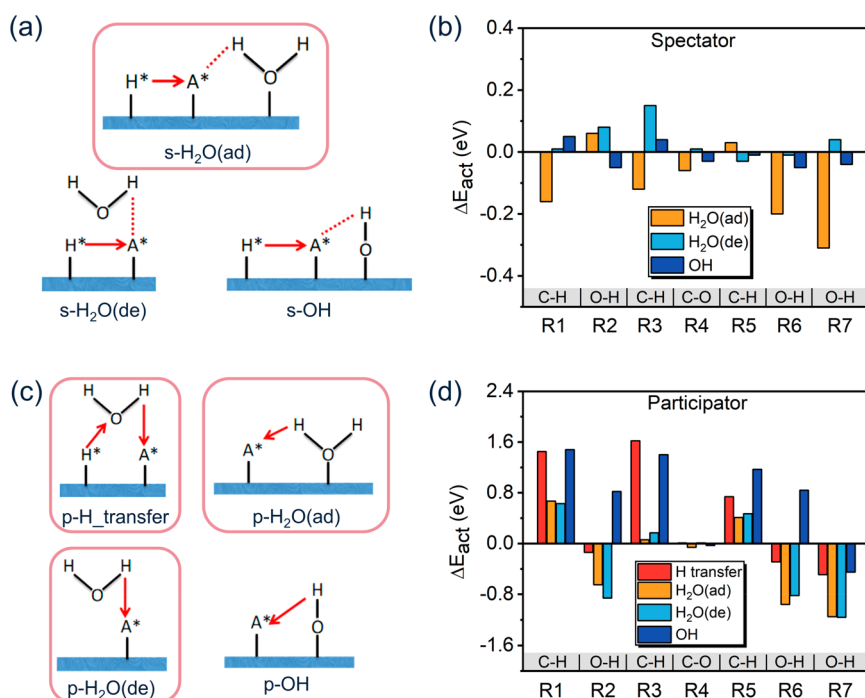 (a)
H H
H* A* O
s-H₂O(ad)
H H
O
H* A*
s-H₂O(de)
H
H* A* O
s-OH
(b)
Spectator
ΔE_act (eV)
0.4
0.2
0.0
-0.2
-0.4
H₂O(ad)
H₂O(de)
OH
C-H O-H C-H C-O C-H O-H O-H
R1 R2 R3 R4 R5 R6 R7
(c)
H H
O
H* A*
p-H_transfer
H H
A* O
p-H₂O(ad)
H H
O
A*
p-H₂O(de)
H
A* O
p-OH
(d)
Participator
ΔE_act (eV)
2.4
1.6
0.8
0.0
-0.8
-1.6
H transfer
H₂O(ad)
H₂O(de)
OH
C-H O-H C-H C-O C-H O-H O-H
R1 R2 R3 R4 R5 R6 R7